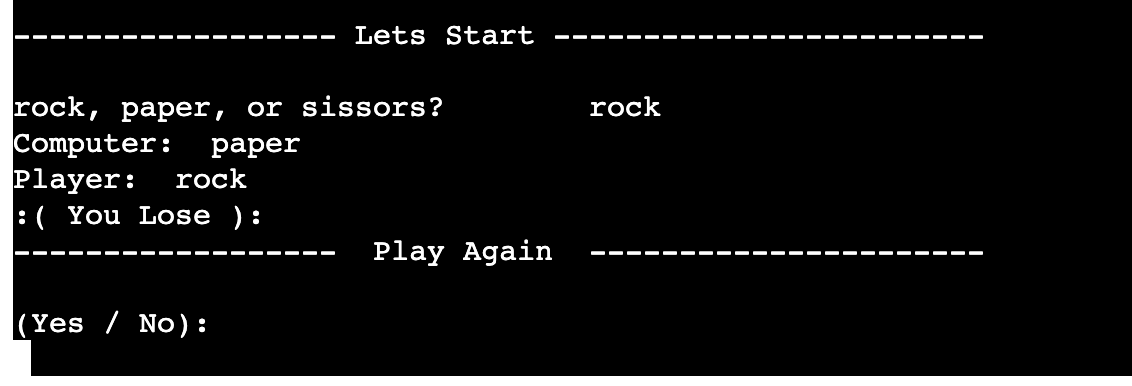 ------------------ Lets Start ------------------------
rock, paper, or sissors?        rock
Computer:  paper
Player:  rock
:( You Lose ):
------------------  Play Again  ----------------------
(Yes / No):